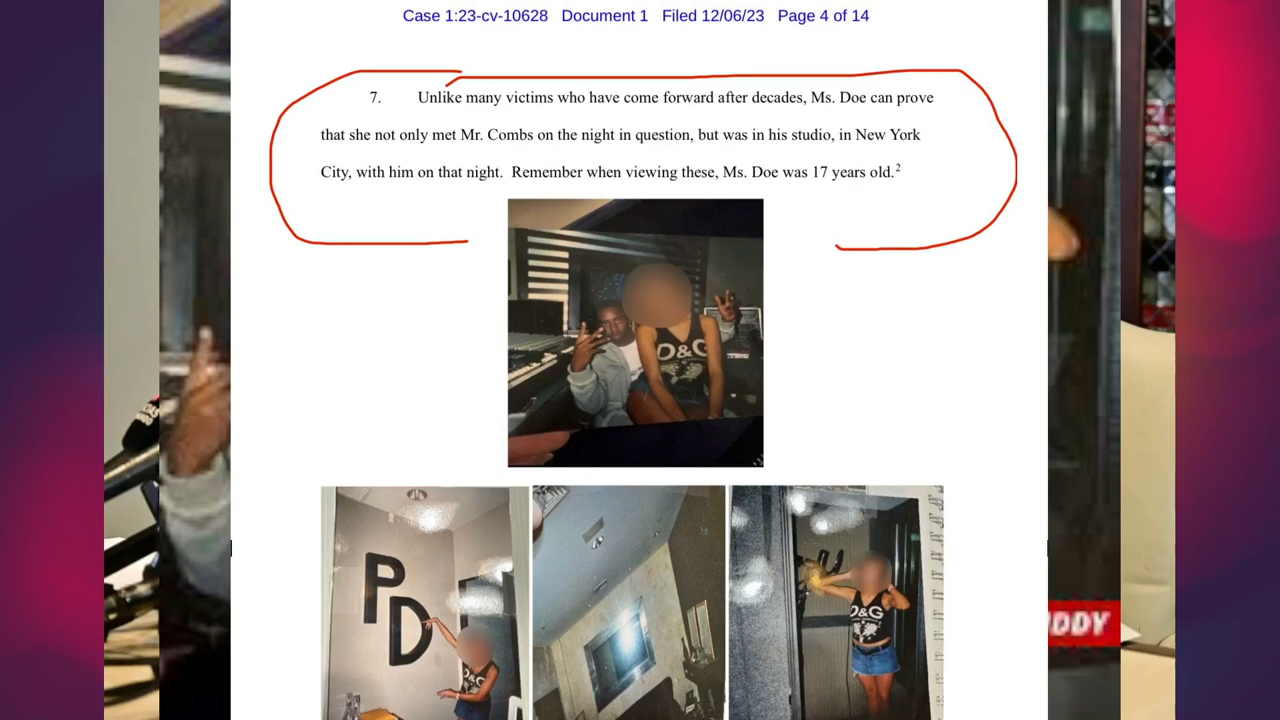 Case 1:23-cv-10628 Document 1 Filed 12/06/23 Page 4 of 14
7. Unlike many victims who have come forward after decades, Ms. Doe can prove
that she not only met Mr. Combs on the night in question, but was in his studio, in New York
City, with him on that night. Remember when viewing these, Ms. Doe was 17 years old.2
D&G
PD
D&G
D&G
IDDY